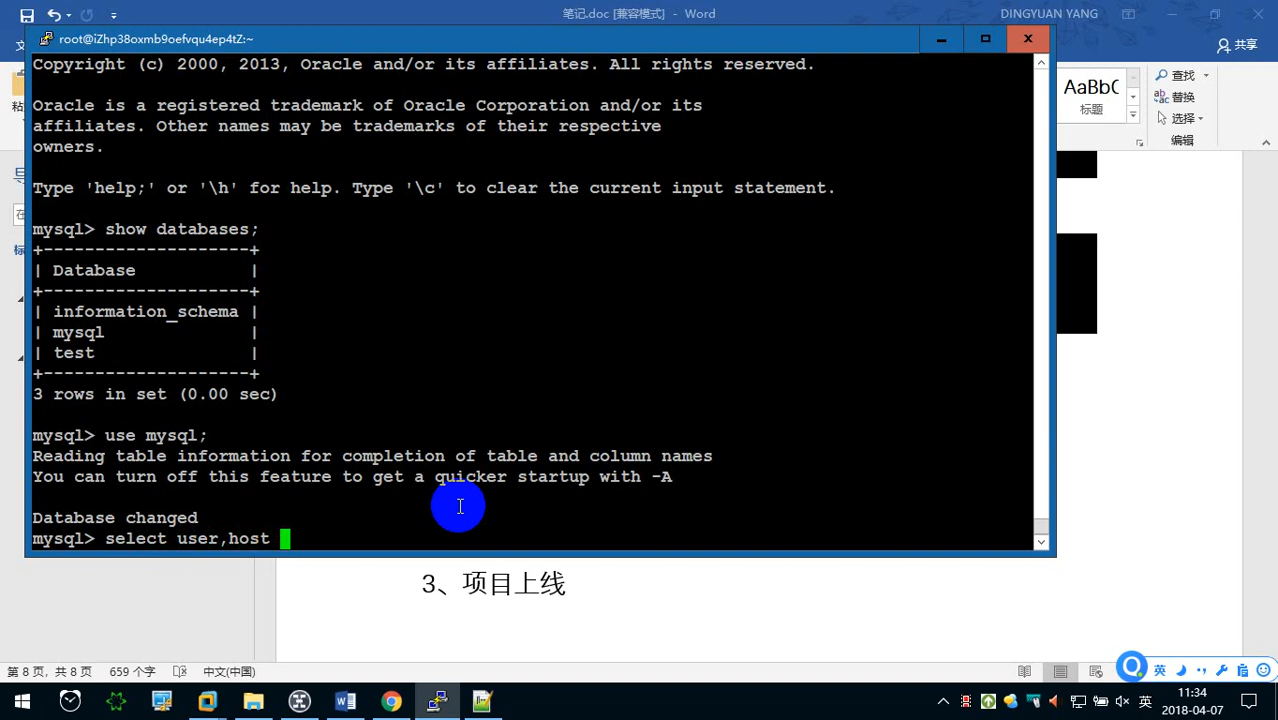 笔记.doc [兼容模式] - Word
DINGYUAN YANG
root@iZhp38oxmb9oefvqu4ep4tZ:~
共享
Copyright (c) 2000, 2013, Oracle and/or its affiliates. All rights reserved.
Oracle is a registered trademark of Oracle Corporation and/or its
affiliates. Other names may be trademarks of their respective
owners.
Type 'help;' or '\h' for help. Type '\c' to clear the current input statement.
mysql> show databases;
+--------------------+
| Database           |
+--------------------+
| information_schema |
| mysql              |
| test               |
+--------------------+
3 rows in set (0.00 sec)
mysql> use mysql;
Reading table information for completion of table and column names
You can turn off this feature to get a quicker startup with -A
Database changed
mysql> select user,host
AaBbC
标题
查找
替换
选择
编辑
3、项目上线
第 8 页，共 8 页
659 个字
中文(中国)
英
英
11:34
2018-04-07